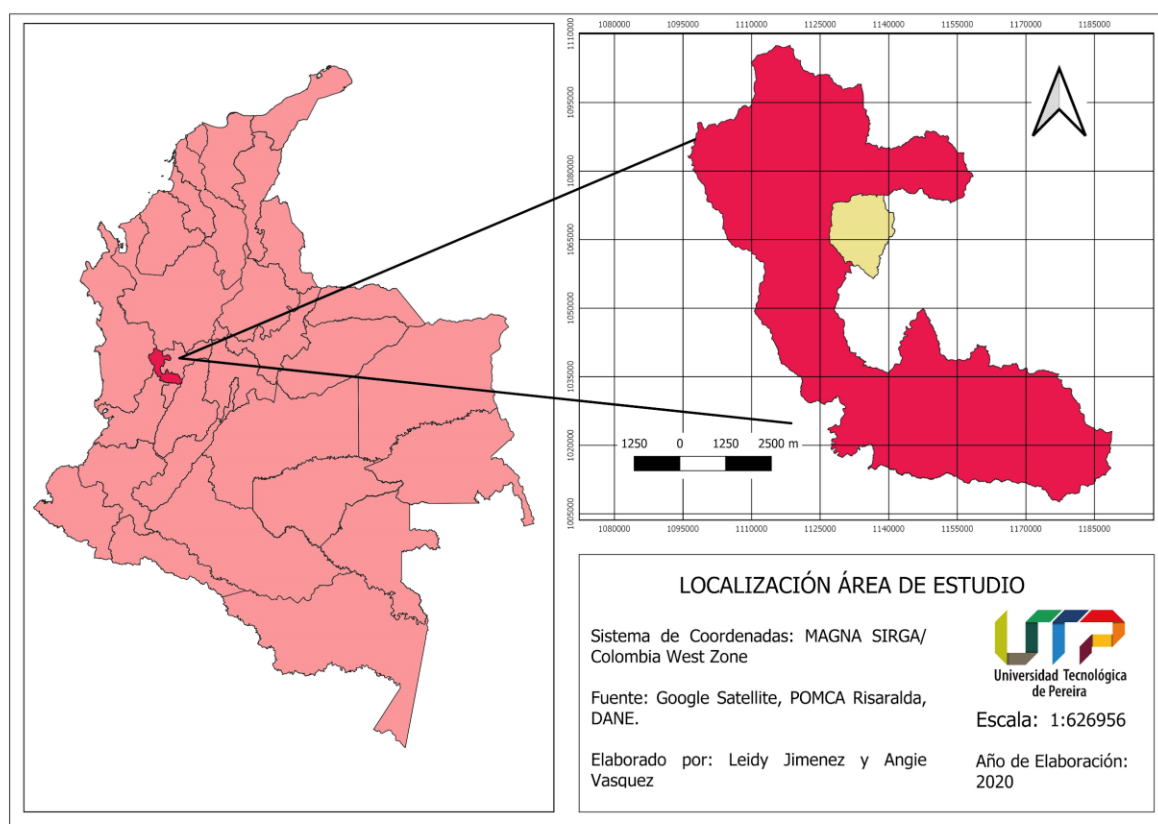 1080000 1095000 1110000 1125000 1140000 1155000 1170000 1185000
1110000
1095000
1080000
1065000
1050000
1035000
1020000
1005000
1250 0 1250 2500 m
1080000 1095000 1110000 1125000 1140000 1155000 1170000 1185000
LOCALIZACIÓN ÁREA DE ESTUDIO
Sistema de Coordenadas: MAGNA SIRGA/
Colombia West Zone
Fuente: Google Satellite, POMCA Risaralda,
DANE.
Elaborado por: Leidy Jimenez y Angie
Vasquez
UTP
Universidad Tecnológica
de Pereira
Escala: 1:626956
Año de Elaboración:
2020